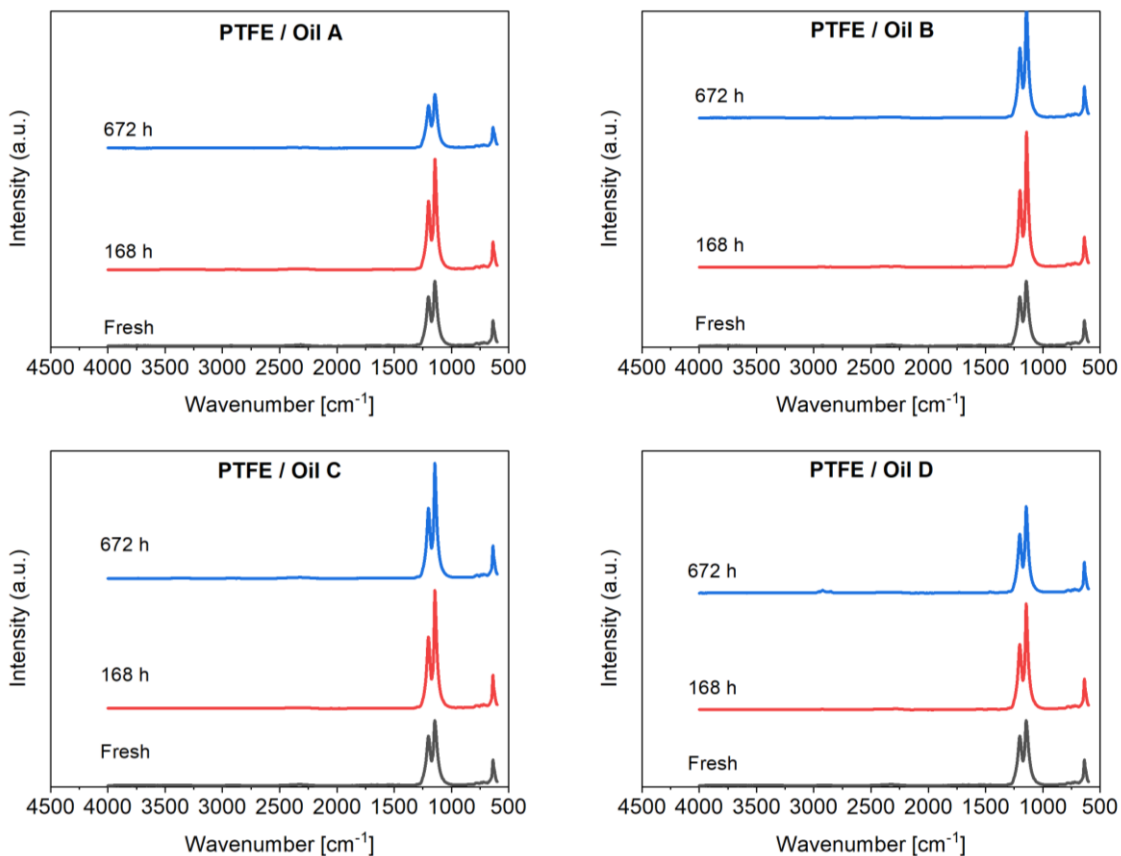 PTFE / Oil A
Intensity (a.u.)
672 h
168 h
Fresh
4500 4000 3500 3000 2500 2000 1500 1000 500
Wavenumber [cm⁻¹]
PTFE / Oil B
Intensity (a.u.)
672 h
168 h
Fresh
4500 4000 3500 3000 2500 2000 1500 1000 500
Wavenumber [cm⁻¹]
PTFE / Oil C
Intensity (a.u.)
672 h
168 h
Fresh
4500 4000 3500 3000 2500 2000 1500 1000 500
Wavenumber [cm⁻¹]
PTFE / Oil D
Intensity (a.u.)
672 h
168 h
Fresh
4500 4000 3500 3000 2500 2000 1500 1000 500
Wavenumber [cm⁻¹]